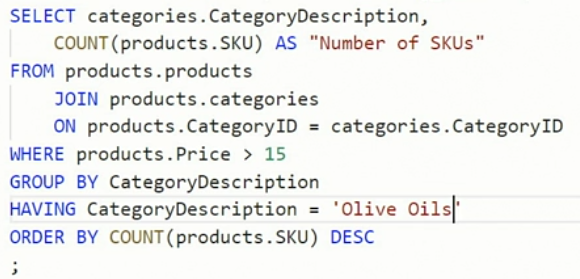 SELECT categories.CategoryDescription,
COUNT(products.SKU) AS "Number of SKUs"
FROM products.products
JOIN products.categories
ON products.CategoryID = categories.CategoryID
WHERE products.Price > 15
GROUP BY CategoryDescription
HAVING CategoryDescription = 'Olive Oils'
ORDER BY COUNT(products.SKU) DESC
;